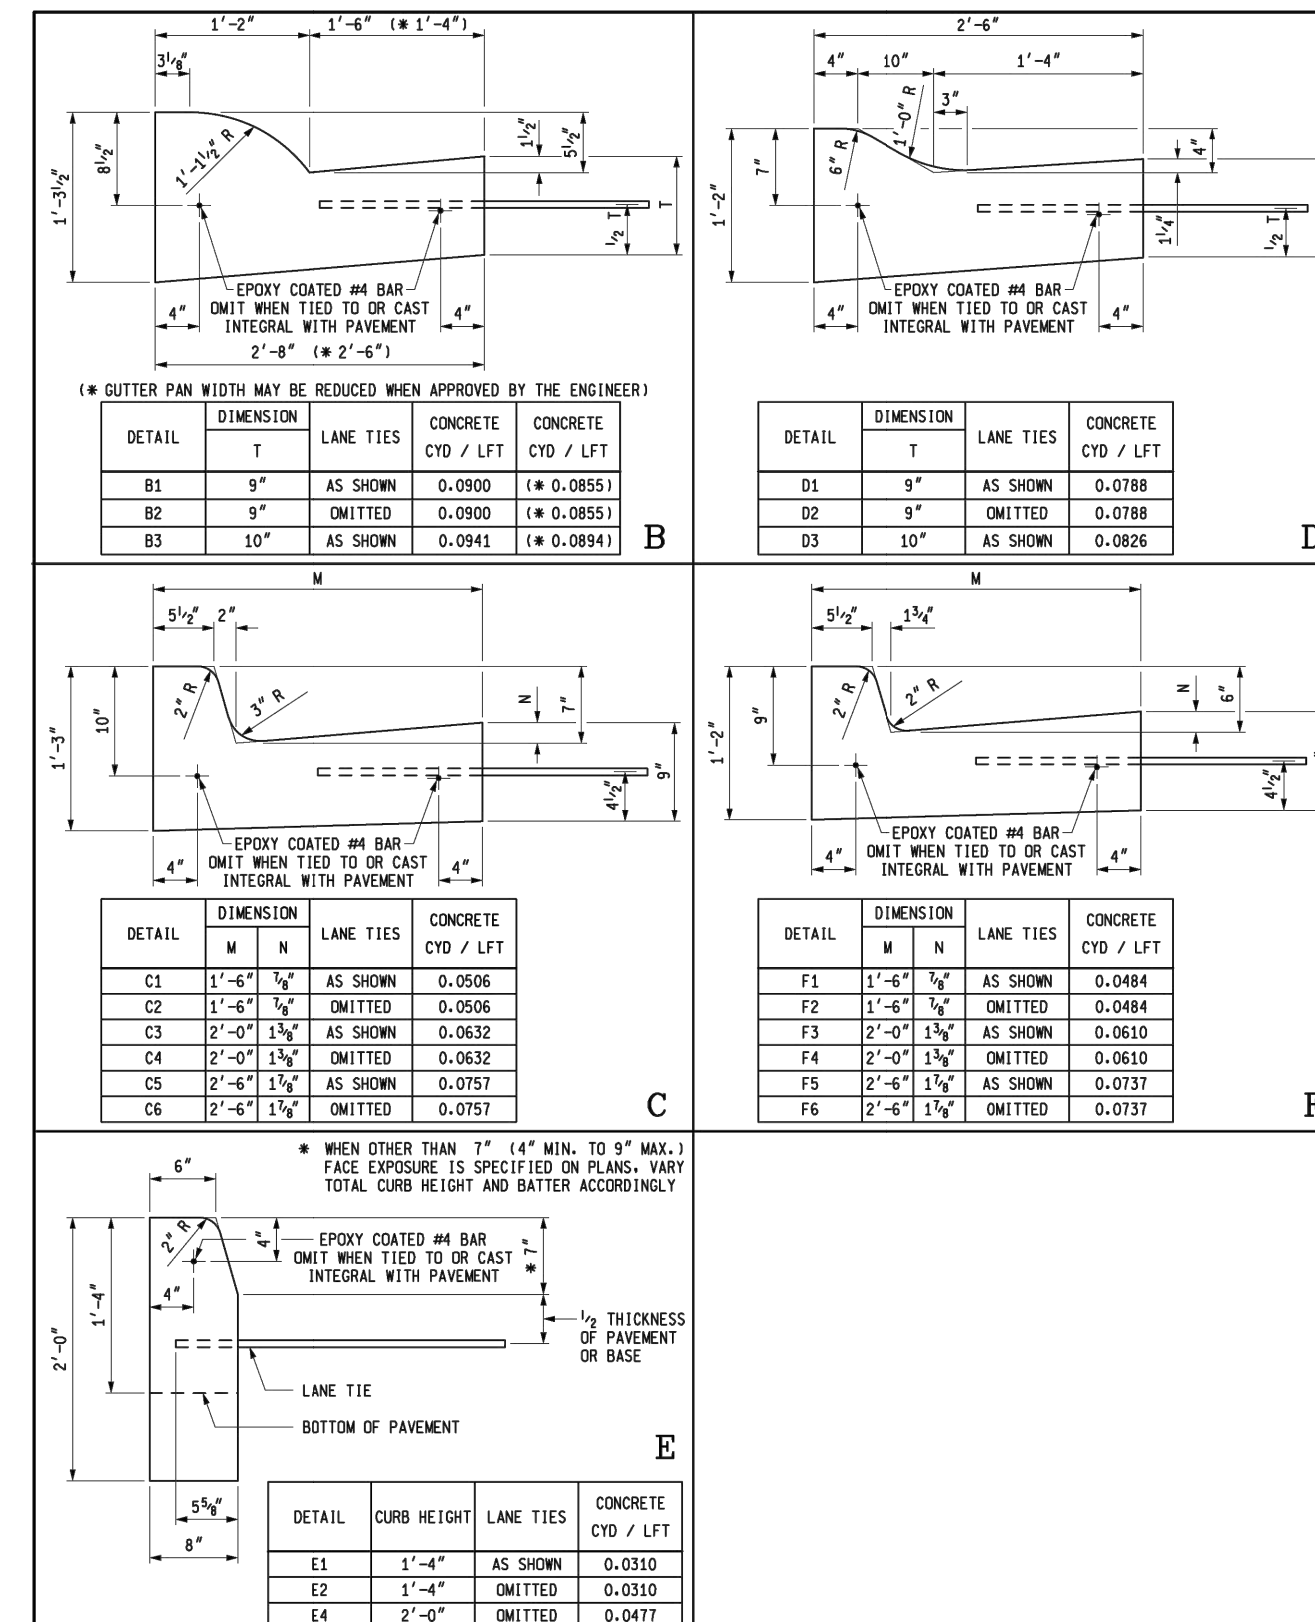 1'-2" 1'-6" (* 1'-4")
3 1/8"
1'-3 1/2"
8 1/2"
1'-1 1/2" R
1 1/2"
5 1/2"
T
1/2 T
EPOXY COATED #4 BAR
OMIT WHEN TIED TO OR CAST
INTEGRAL WITH PAVEMENT
4" 4"
2'-8" (* 2'-6")
(* GUTTER PAN WIDTH MAY BE REDUCED WHEN APPROVED BY THE ENGINEER)
DETAIL DIMENSION LANE TIES CONCRETE CONCRETE
T CYD / LFT CYD / LFT
B1 9" AS SHOWN 0.0900 (* 0.0855)
B2 9" OMITTED 0.0900 (* 0.0855)
B3 10" AS SHOWN 0.0941 (* 0.0894)
B
2'-6"
4" 10" 1'-4"
3"
1'-0" R
6" R
7"
1'-2"
4"
1 1/4"
1/2 T
EPOXY COATED #4 BAR
OMIT WHEN TIED TO OR CAST
INTEGRAL WITH PAVEMENT
4" 4"
DETAIL DIMENSION LANE TIES CONCRETE
T CYD / LFT
D1 9" AS SHOWN 0.0788
D2 9" OMITTED 0.0788
D3 10" AS SHOWN 0.0826
D
M
5 1/2" 2"
2" R
3" R
10"
1'-3"
N
7"
9"
4 1/2"
EPOXY COATED #4 BAR
OMIT WHEN TIED TO OR CAST
INTEGRAL WITH PAVEMENT
4" 4"
DETAIL DIMENSION LANE TIES CONCRETE
M N CYD / LFT
C1 1'-6" 7/8" AS SHOWN 0.0506
C2 1'-6" 7/8" OMITTED 0.0506
C3 2'-0" 1 3/8" AS SHOWN 0.0632
C4 2'-0" 1 3/8" OMITTED 0.0632
C5 2'-6" 1 7/8" AS SHOWN 0.0757
C6 2'-6" 1 7/8" OMITTED 0.0757
C
M
5 1/2" 1 3/4"
2" R
2" R
9"
1'-2"
N
6"
4 1/2"
EPOXY COATED #4 BAR
OMIT WHEN TIED TO OR CAST
INTEGRAL WITH PAVEMENT
4" 4"
DETAIL DIMENSION LANE TIES CONCRETE
M N CYD / LFT
F1 1'-6" 7/8" AS SHOWN 0.0484
F2 1'-6" 7/8" OMITTED 0.0484
F3 2'-0" 1 3/8" AS SHOWN 0.0610
F4 2'-0" 1 3/8" OMITTED 0.0610
F5 2'-6" 1 7/8" AS SHOWN 0.0737
F6 2'-6" 1 7/8" OMITTED 0.0737
* WHEN OTHER THAN 7" (4" MIN. TO 9" MAX.)
FACE EXPOSURE IS SPECIFIED ON PLANS, VARY
TOTAL CURB HEIGHT AND BATTER ACCORDINGLY
6"
2" R
4"
4"
1'-4"
2'-0"
* 7"
EPOXY COATED #4 BAR
OMIT WHEN TIED TO OR CAST
INTEGRAL WITH PAVEMENT
1/2 THICKNESS
OF PAVEMENT
OR BASE
LANE TIE
BOTTOM OF PAVEMENT
E
5 5/8"
8"
DETAIL CURB HEIGHT LANE TIES CONCRETE
CYD / LFT
E1 1'-4" AS SHOWN 0.0310
E2 1'-4" OMITTED 0.0310
E4 2'-0" OMITTED 0.0477